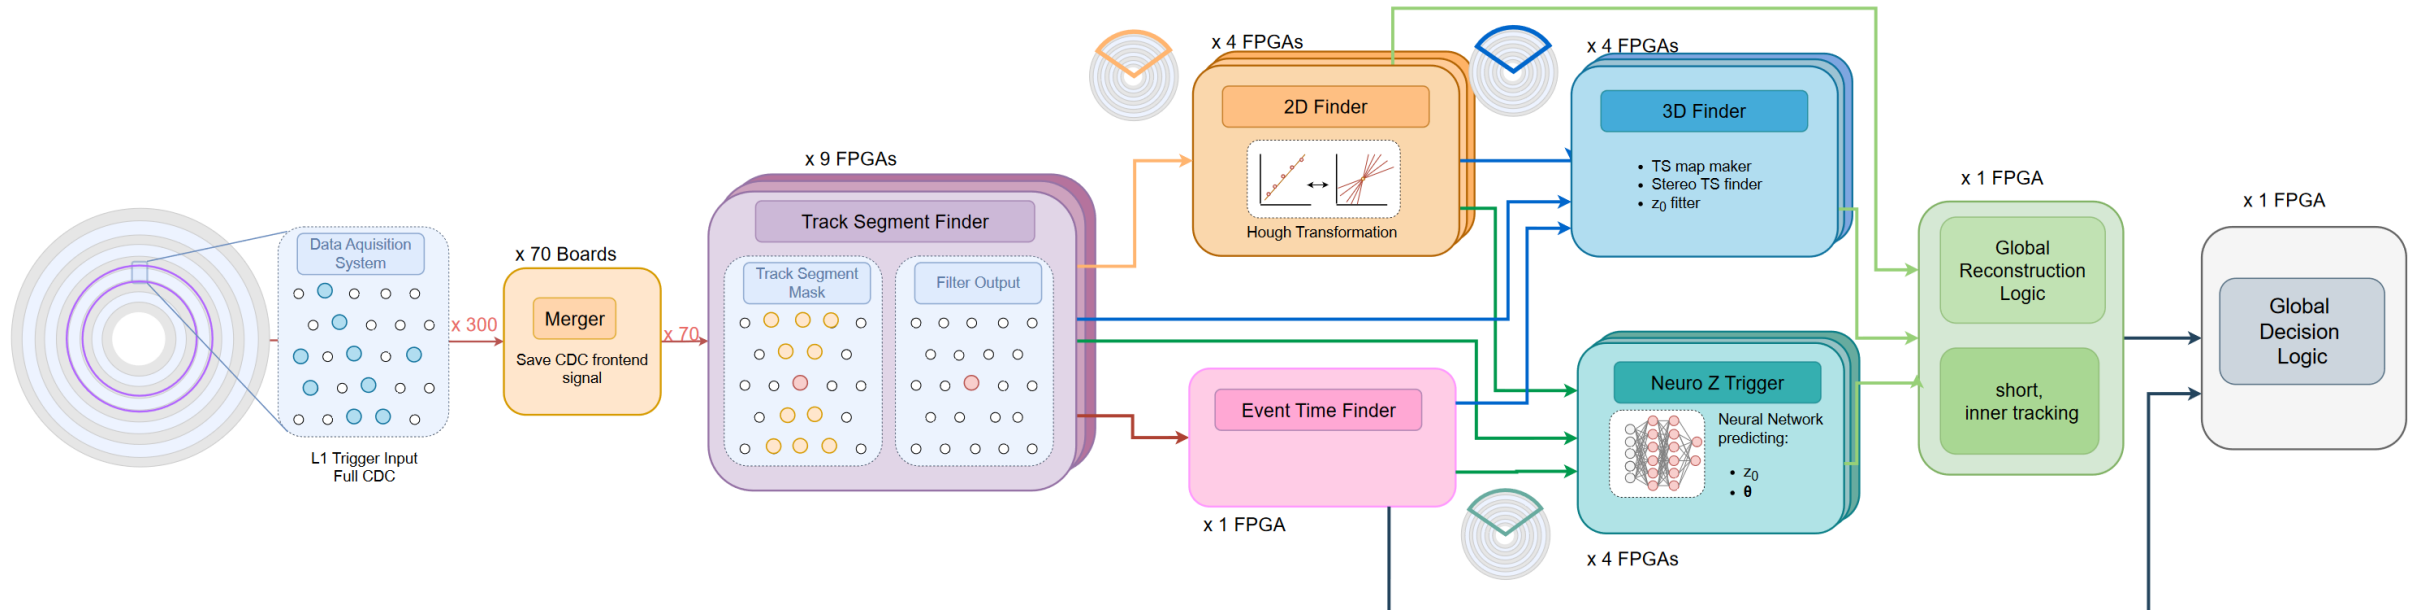 Data Aquisition
System
L1 Trigger Input
Full CDC
x 300
x 70 Boards
Merger
Save CDC frontend
signal
x 70
x 9 FPGAs
Track Segment Finder
Track Segment
Mask
Filter Output
x 4 FPGAs
2D Finder
Hough Transformation
x 4 FPGAs
3D Finder
• TS map maker
• Stereo TS finder
• z0 fitter
Event Time Finder
x 1 FPGA
Neuro Z Trigger
Neural Network
predicting:
• z0
• θ
x 4 FPGAs
x 1 FPGA
Global
Reconstruction
Logic
short,
inner tracking
x 1 FPGA
Global
Decision
Logic